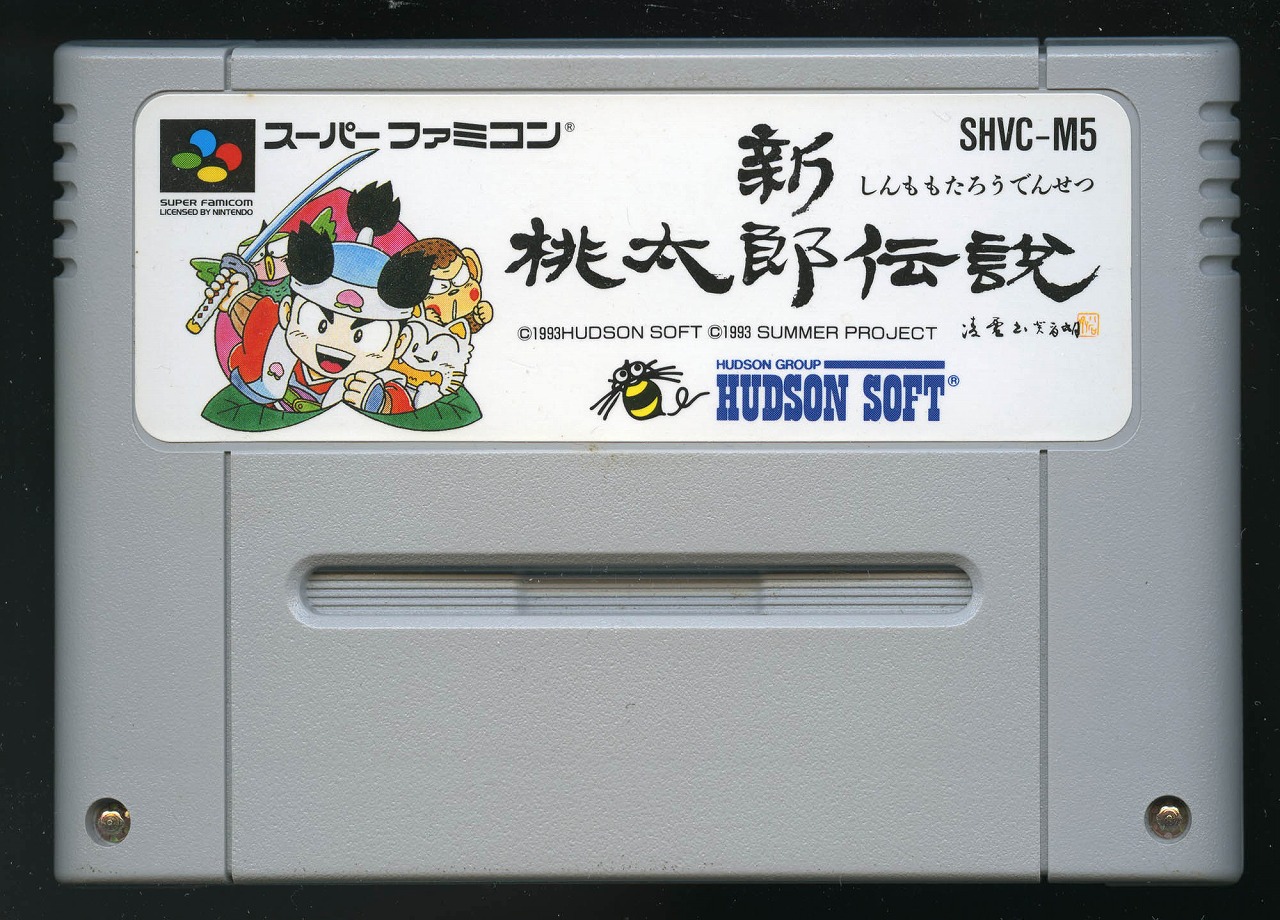 スーパーファミコン®
SUPER FAMICOM
LICENSED BY NINTENDO
SHVC-M5
新
しんももたろうでんせつ
桃太郎伝説
©1993HUDSON SOFT ©1993 SUMMER PROJECT
HUDSON GROUP
HUDSON SOFT®